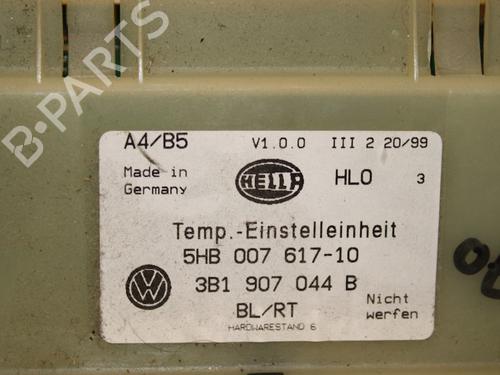 B-PARTS
A4/B5 V1.0.0 III 2 20/99
Made in Germany HELLA HLO 3
Temp.-Einstelleinheit
5HB 007 617-10
3B1 907 044 B
BL/RT Nicht werfen
HARDWARESTAND 6